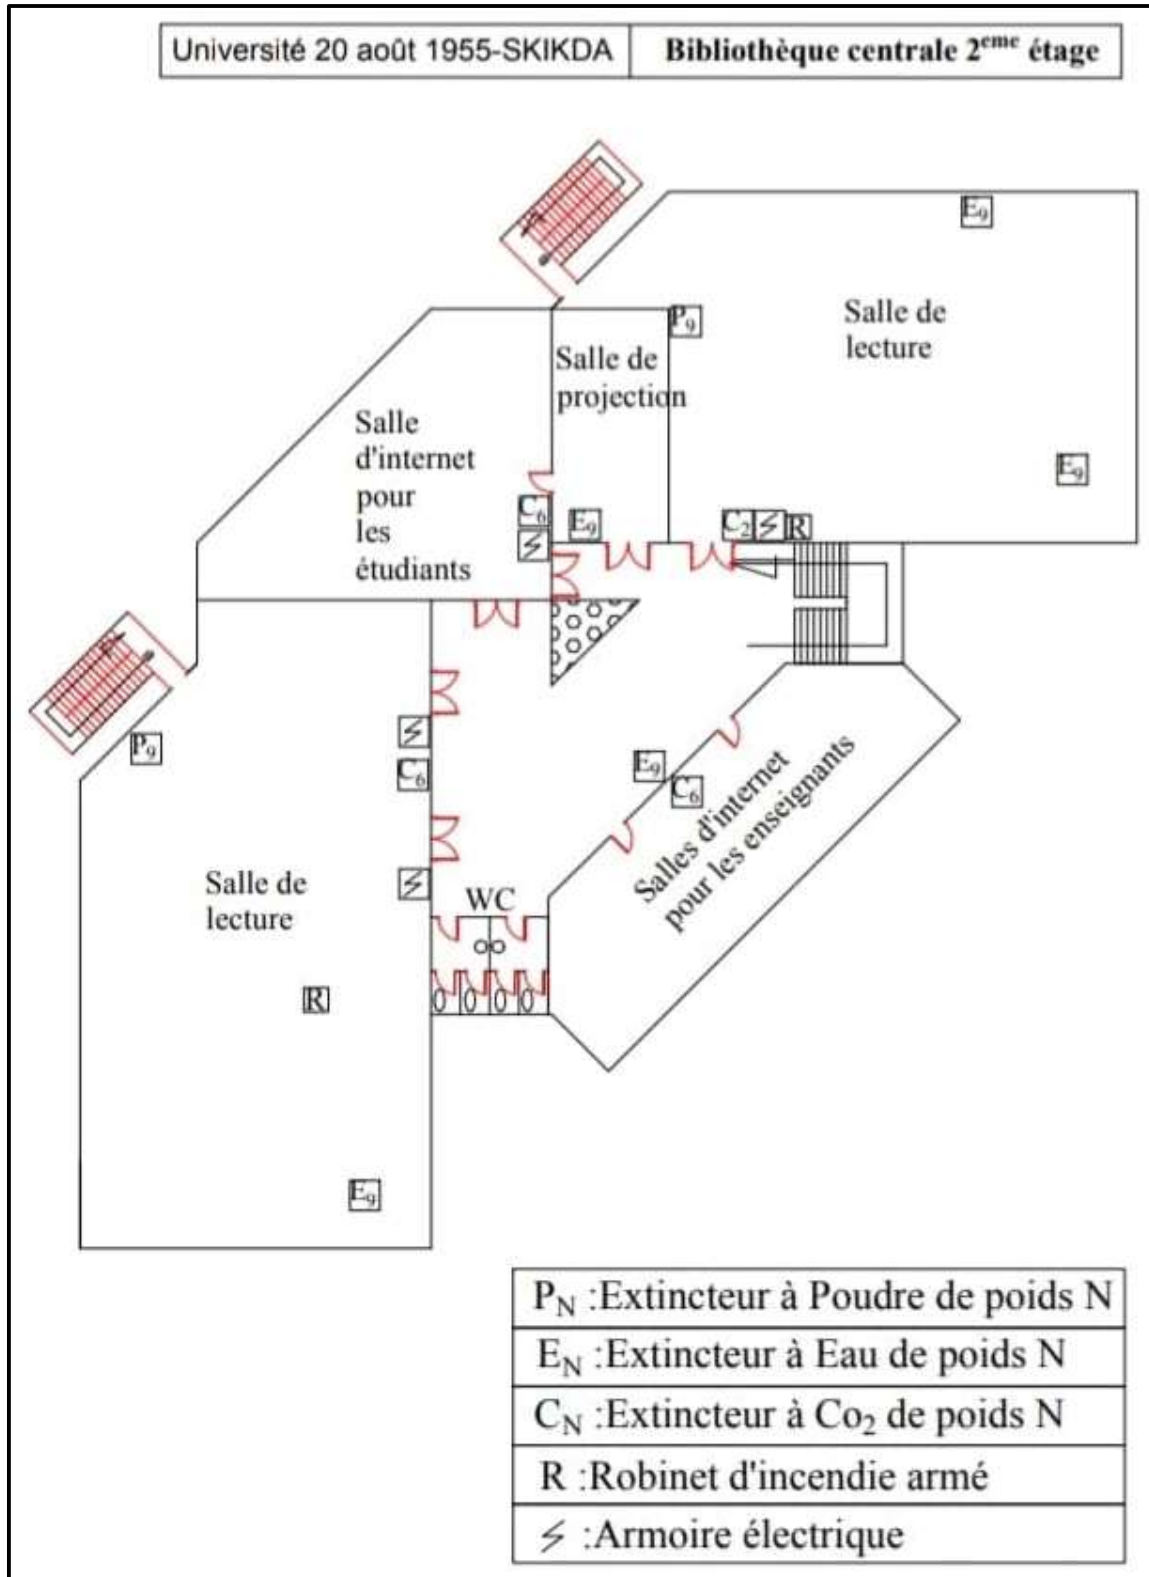 Université 20 août 1955-SKIKDA
Bibliothèque centrale 2eme étage
E9
P9
Salle de
lecture
Salle de
projection
Salle
d'internet
pour
les
étudiants
E9
C6
E9
C2
R
P9
C6
E9
C6
Salles d'internet
pour les enseignants
Salle de
lecture
WC
R
E9
PN :Extincteur à Poudre de poids N
EN :Extincteur à Eau de poids N
CN :Extincteur à Co2 de poids N
R :Robinet d'incendie armé
:Armoire électrique